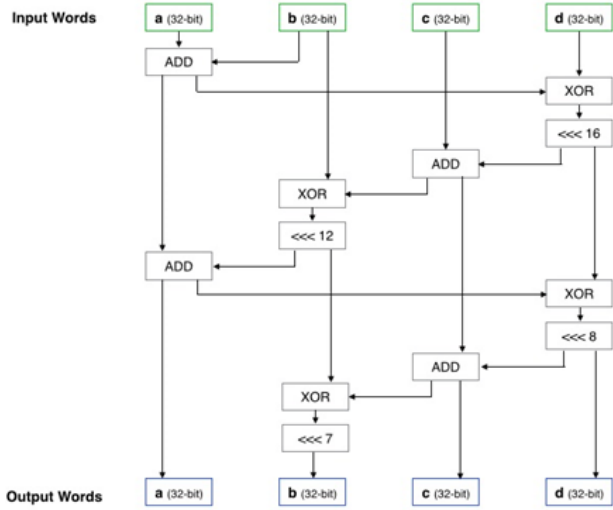 Input Words a (32-bit) b (32-bit) c (32-bit) d (32-bit)
ADD
XOR
<<< 16
ADD
XOR
<<< 12
ADD
XOR
<<< 8
ADD
XOR
<<< 7
Output Words a (32-bit) b (32-bit) c (32-bit) d (32-bit)